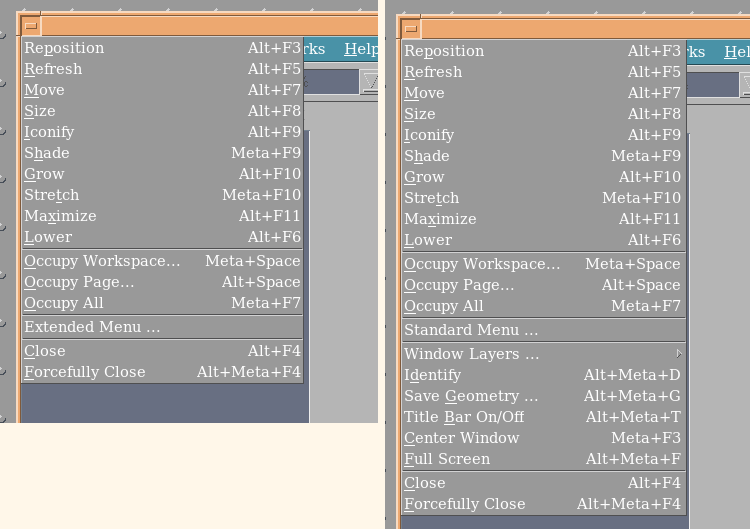 Reposition Alt+F3
Refresh Alt+F5
Move Alt+F7
Size Alt+F8
Iconify Alt+F9
Shade Meta+F9
Grow Alt+F10
Stretch Meta+F10
Maximize Alt+F11
Lower Alt+F6
Occupy Workspace... Meta+Space
Occupy Page... Alt+Space
Occupy All Meta+F7
Extended Menu ...
Close Alt+F4
Forcefully Close Alt+Meta+F4
rks Help
Reposition Alt+F3
Refresh Alt+F5
Move Alt+F7
Size Alt+F8
Iconify Alt+F9
Shade Meta+F9
Grow Alt+F10
Stretch Meta+F10
Maximize Alt+F11
Lower Alt+F6
Occupy Workspace... Meta+Space
Occupy Page... Alt+Space
Occupy All Meta+F7
Standard Menu ...
Window Layers ...
Identify Alt+Meta+D
Save Geometry ... Alt+Meta+G
Title Bar On/Off Alt+Meta+T
Center Window Meta+F3
Full Screen Alt+Meta+F
Close Alt+F4
Forcefully Close Alt+Meta+F4
rks Hel